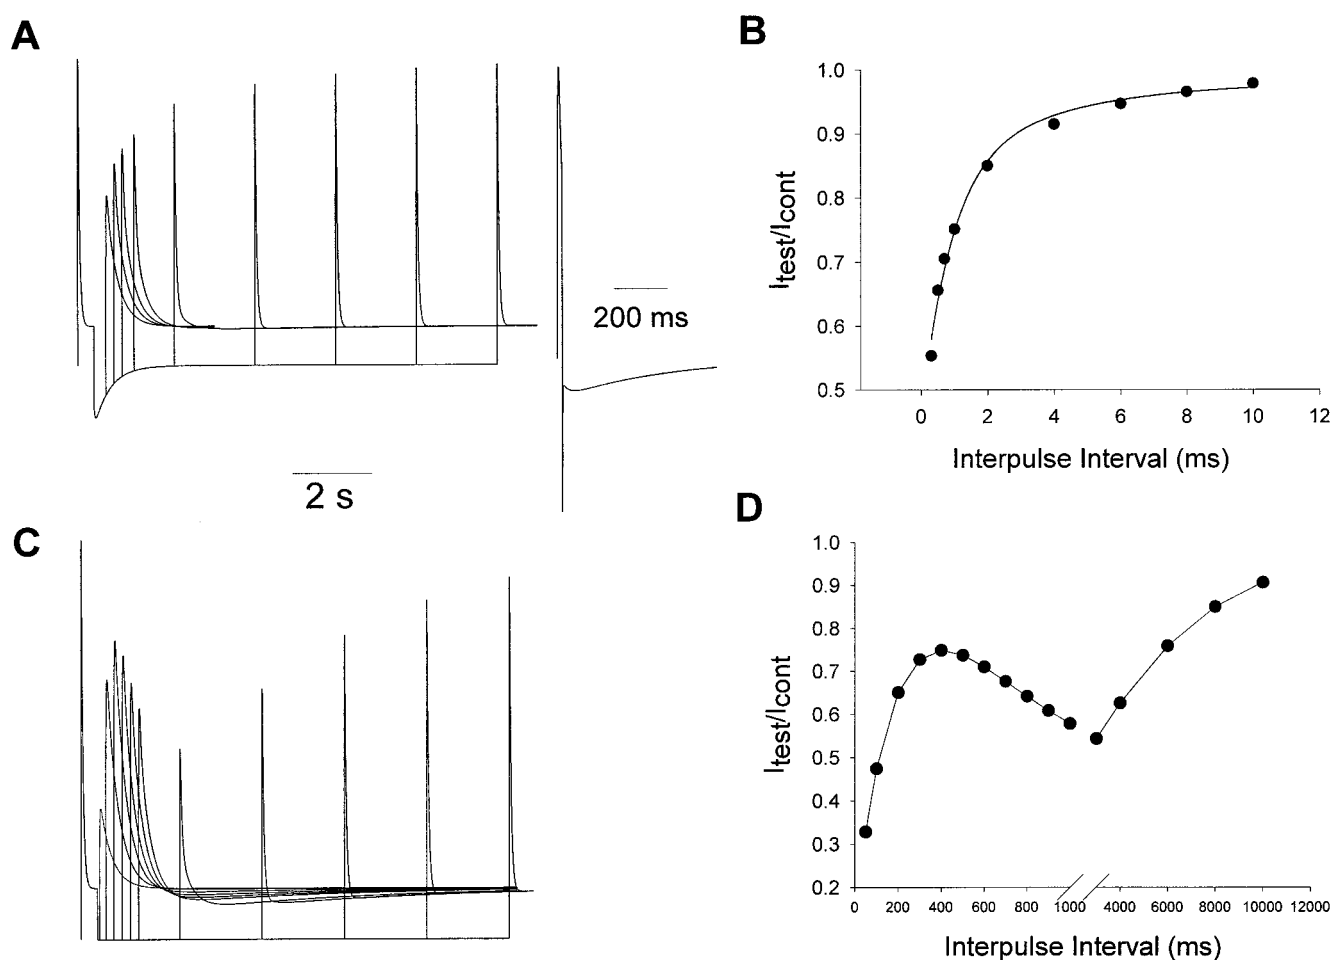 A
B
200 ms
2 s
1.0
0.9
0.8
0.7
0.6
0.5
Itest/Icont
0 2 4 6 8 10 12
Interpulse Interval (ms)
C
D
1.0
0.9
0.8
0.7
0.6
0.5
0.4
0.3
0.2
Itest/Icont
0 200 400 600 800 1000 4000 6000 8000 10000 12000
Interpulse Interval (ms)